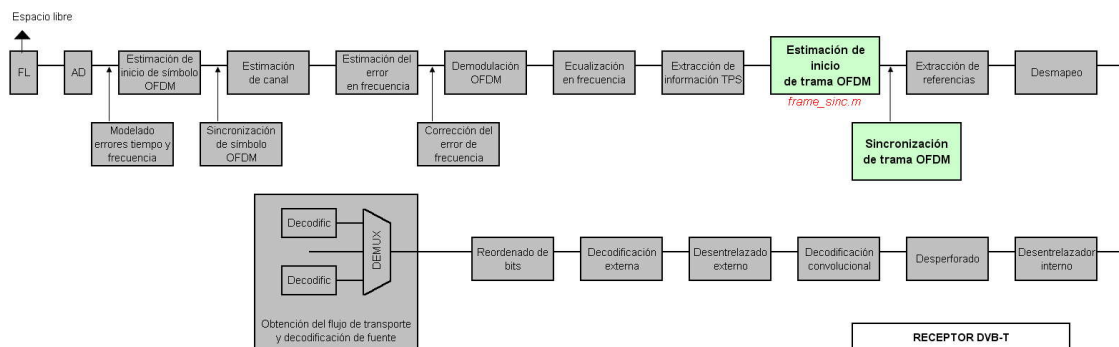 Espacio libre
FL
AD
Estimación de
inicio de símbolo
OFDM
Estimación
de canal
Estimación del
error
en frecuencia
Demodulación
OFDM
Ecualización
en frecuencia
Extracción de
información TPS
Estimación de
inicio
de trama OFDM
frame_sinc.m
Extracción de
referencias
Desmapeo
Modelado
errores tiempo y
frecuencia
Sincronización
de símbolo
OFDM
Corrección del
error de
frecuencia
Sincronización
de trama OFDM
Decodific
Decodific
DEMUX
Obtención del flujo de transporte
y decodificación de fuente
Reordenado de
bits
Decodificación
externa
Desentrelazado
externo
Decodificación
convolucional
Desperforado
Desentrelazador
interno
RECEPTOR DVB-T